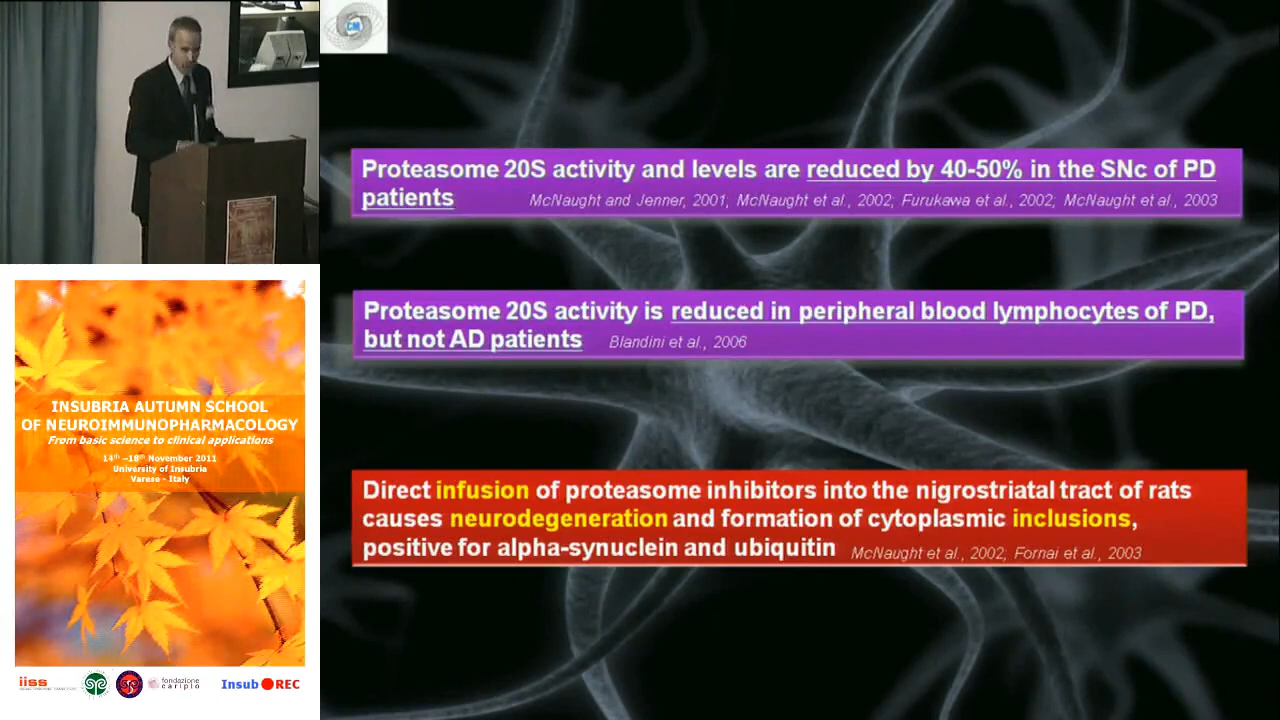 CMI
Proteasome 20S activity and levels are reduced by 40-50% in the SNc of PD
patients McNaught and Jenner, 2001; McNaught et al., 2002; Furukawa et al., 2002; McNaught et al., 2003
Proteasome 20S activity is reduced in peripheral blood lymphocytes of PD,
but not AD patients Blandini et al., 2006
Direct infusion of proteasome inhibitors into the nigrostriatal tract of rats
causes neurodegeneration and formation of cytoplasmic inclusions,
positive for alpha-synuclein and ubiquitin McNaught et al., 2002; Fornai et al., 2003
INSUBRIA AUTUMN SCHOOL
OF NEUROIMMUNOPHARMACOLOGY
From basic science to clinical applications
14th –18th November 2011
University of Insubria
Varese - Italy
iiss
fondazione
cariplo
Insub REC